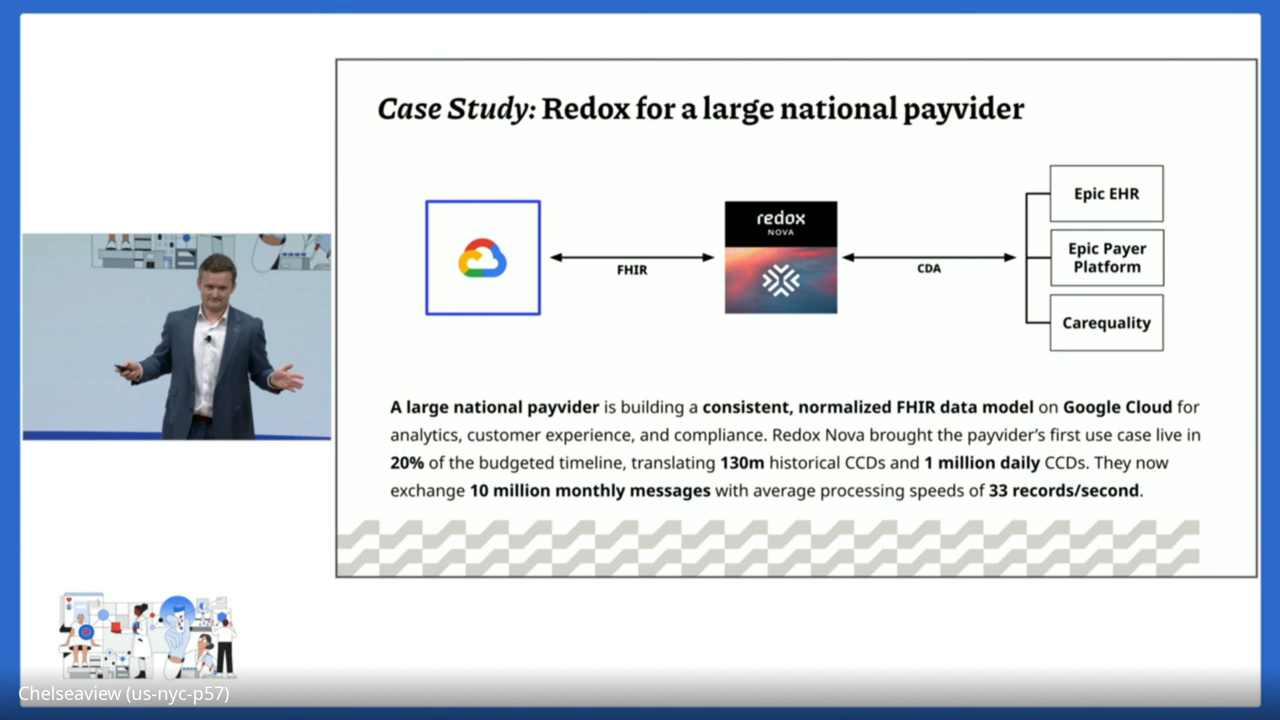 Case Study: Redox for a large national payvider
redox
NOVA
FHIR
CDA
Epic EHR
Epic Payer
Platform
Carequality
A large national payvider is building a consistent, normalized FHIR data model on Google Cloud for
analytics, customer experience, and compliance. Redox Nova brought the payvider’s first use case live in
20% of the budgeted timeline, translating 130m historical CCDs and 1 million daily CCDs. They now
exchange 10 million monthly messages with average processing speeds of 33 records/second.
Chelseaview (us-nyc-p57)